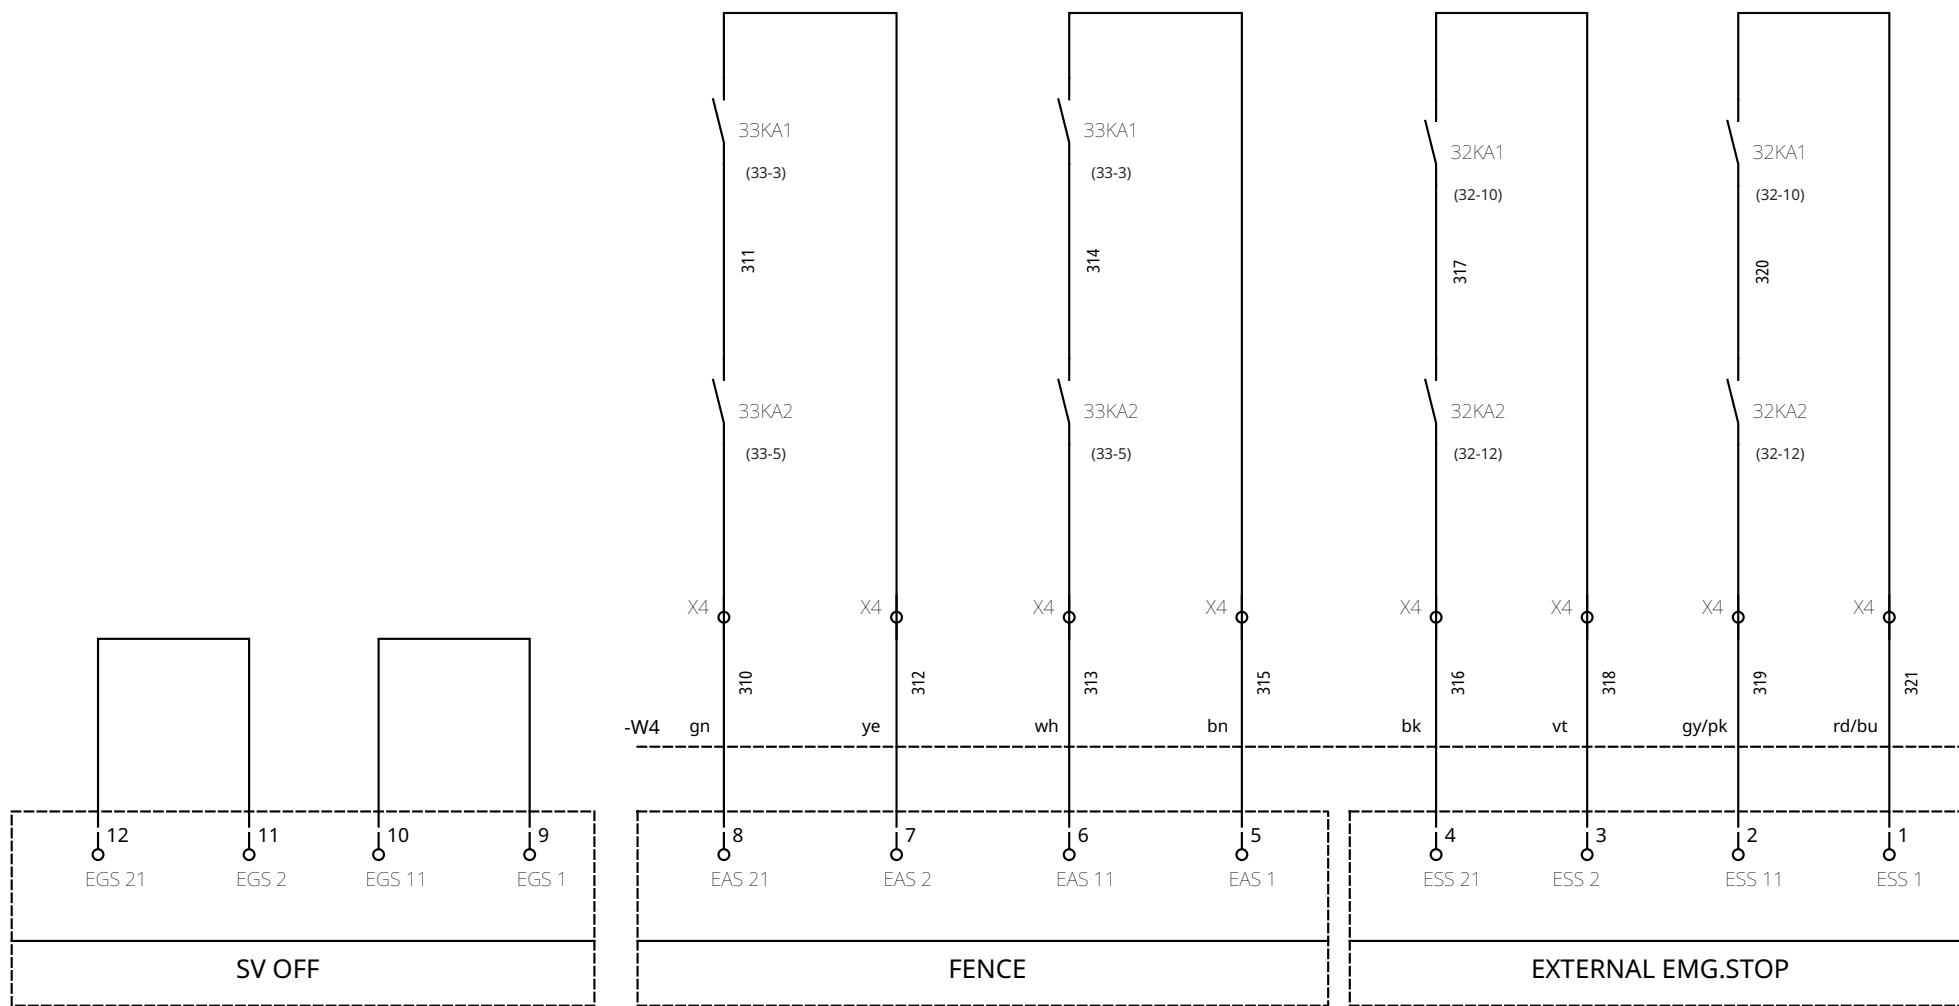 33KA1 33KA1
32KA1 32KA1
(33-3) (33-3)
(32-10) (32-10)
311 314 317 320
33KA2 33KA2 32KA2 32KA2
(33-5) (33-5) (32-12) (32-12)
X4 X4 X4 X4 X4 X4 X4 X4
310 312 313 315 316 318 319 321
-W4 gn ye wh bn bk vt gy/pk rd/bu
12 11 10 9 8 7 6 5 4 3 2 1
EGS 21 EGS 2 EGS 11 EGS 1 EAS 21 EAS 2 EAS 11 EAS 1 ESS 21 ESS 2 ESS 11 ESS 1
SV OFF FENCE EXTERNAL EMG.STOP